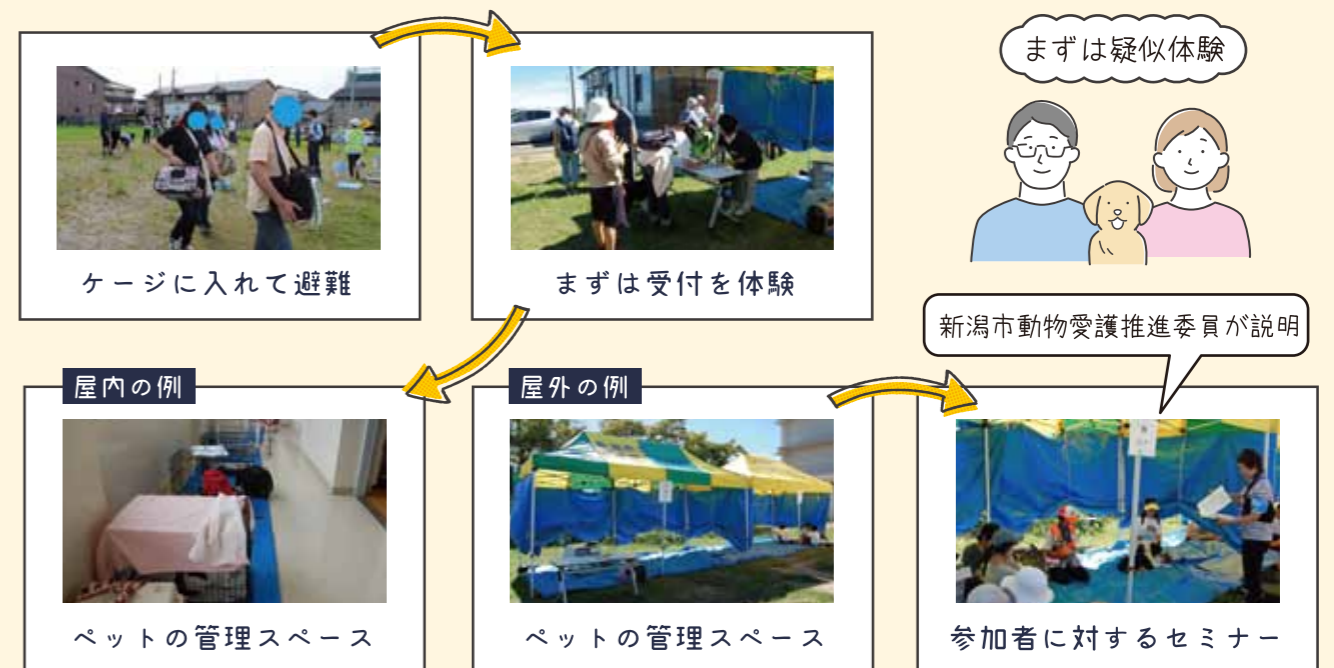 まずは疑似体験
ケージに入れて避難
まずは受付を体験
新潟市動物愛護推進委員が説明
屋内の例
ペットの管理スペース
屋外の例
ペットの管理スペース
参加者に対するセミナー